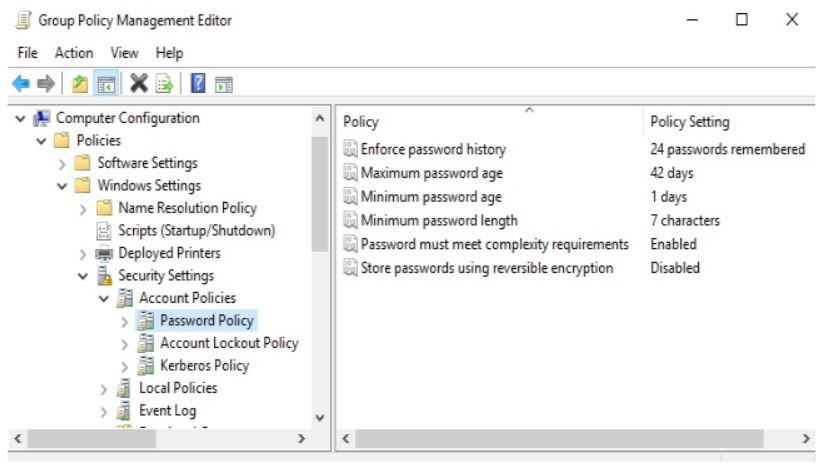 Group Policy Management Editor
File Action View Help
Computer Configuration
Policies
Software Settings
Windows Settings
Name Resolution Policy
Scripts (Startup/Shutdown)
Deployed Printers
Security Settings
Account Policies
Password Policy
Account Lockout Policy
Kerberos Policy
Local Policies
Event Log
Policy Policy Setting
Enforce password history 24 passwords remembered
Maximum password age 42 days
Minimum password age 1 days
Minimum password length 7 characters
Password must meet complexity requirements Enabled
Store passwords using reversible encryption Disabled